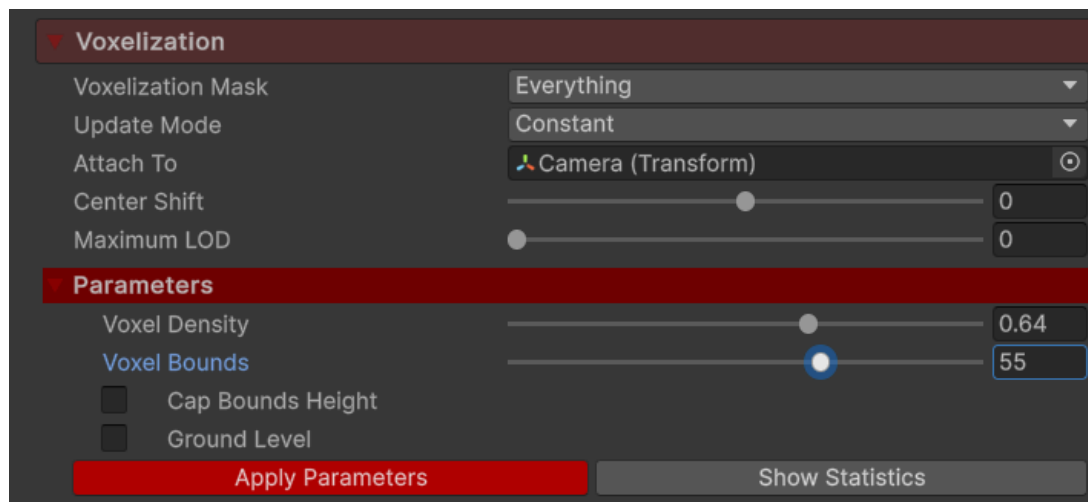 Voxelization
Voxelization Mask Everything
Update Mode Constant
Attach To Camera (Transform)
Center Shift 0
Maximum LOD 0
Parameters
Voxel Density 0.64
Voxel Bounds 55
Cap Bounds Height
Ground Level
Apply Parameters Show Statistics